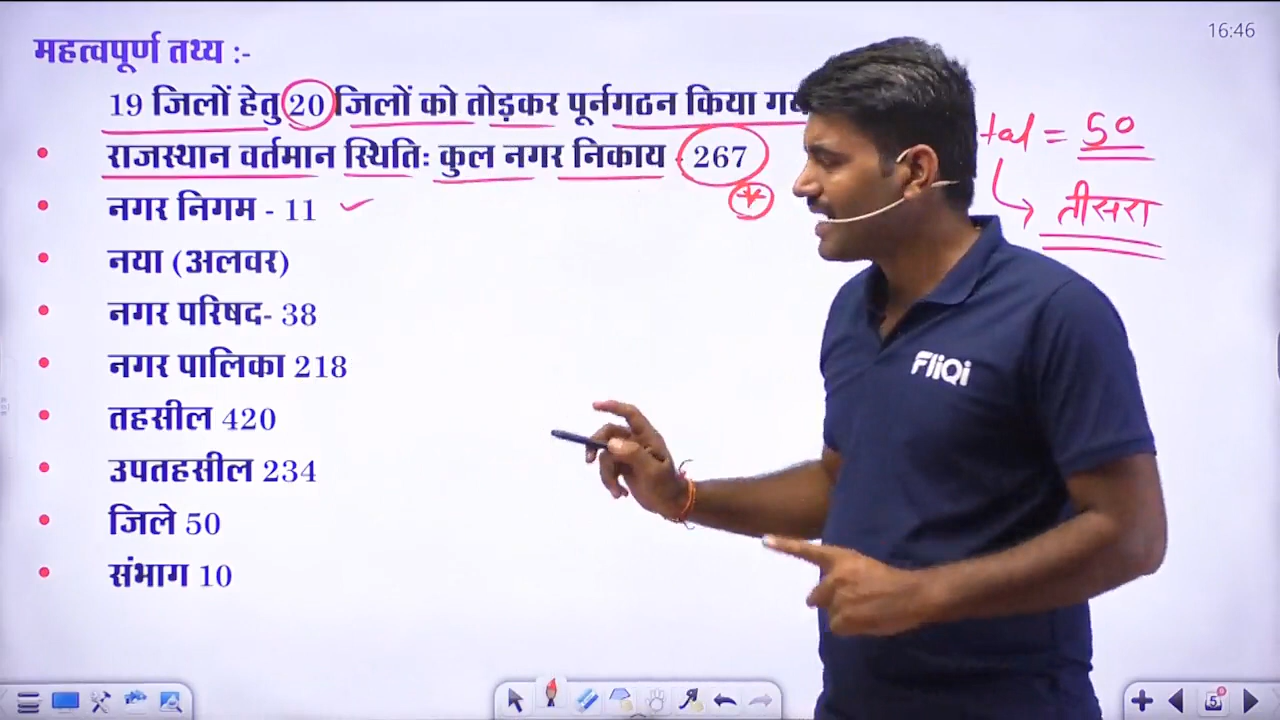 16:46
महत्वपूर्ण तथ्य :-
19 जिलों हेतु 20 जिलों को तोड़कर पूर्नगठन किया
राजस्थान वर्तमान स्थितिः कुल नगर निकाय - 267
नगर निगम - 11
नया (अलवर)
नगर परिषद- 38
नगर पालिका 218
तहसील 420
उपतहसील 234
जिले 50
संभाग 10
= 50
तीसरा
FliQi
5